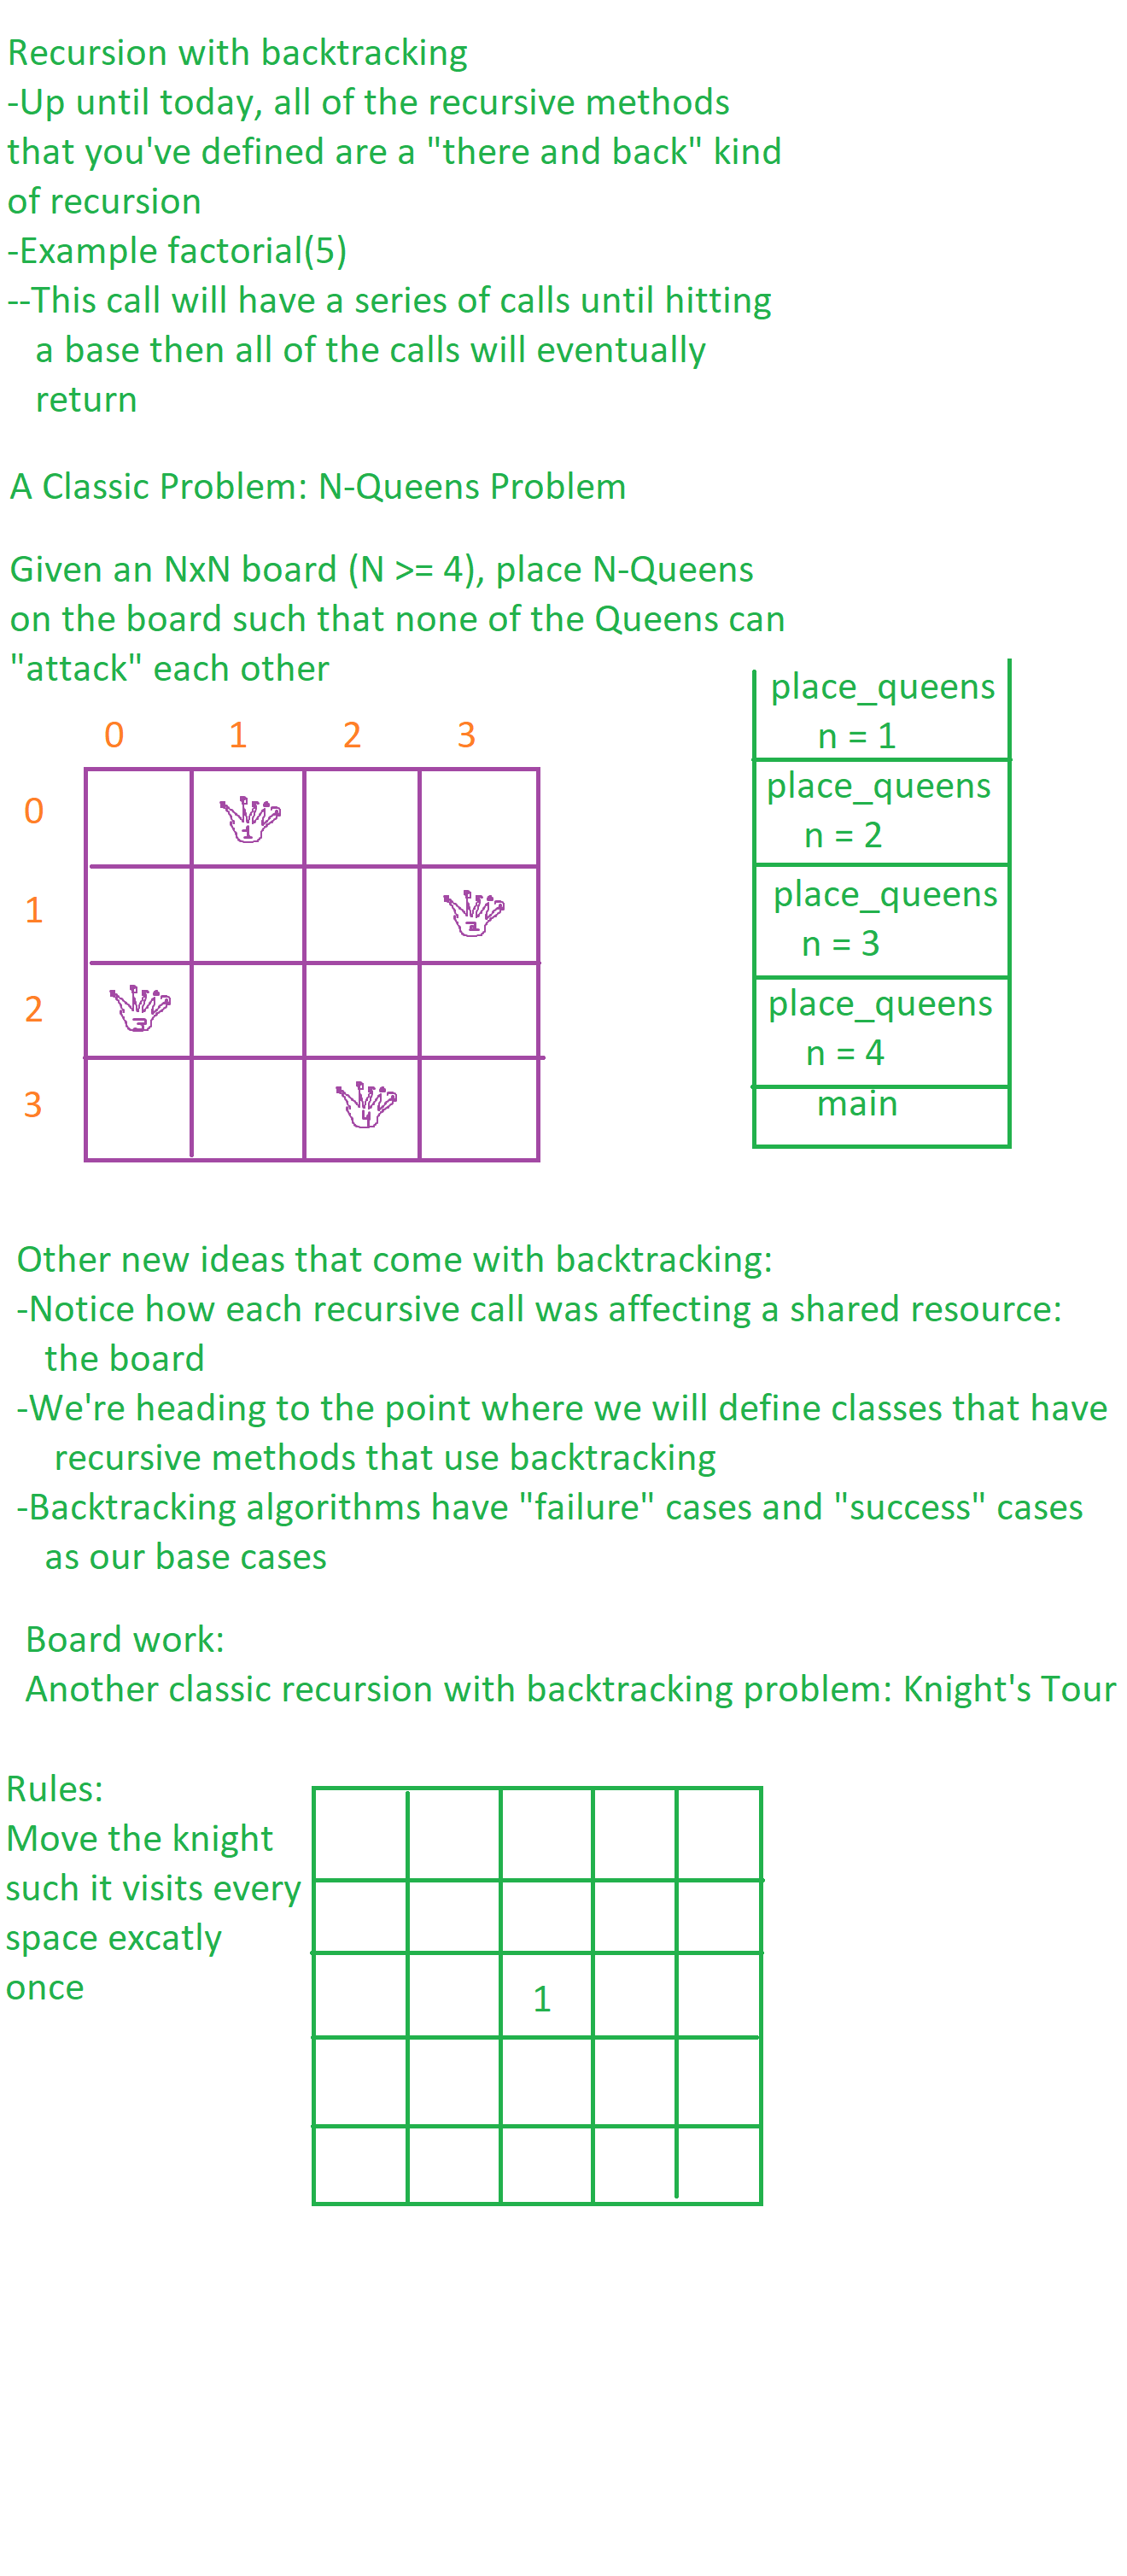 Recursion with backtracking
-Up until today, all of the recursive methods
that you've defined are a "there and back" kind
of recursion
-Example factorial(5)
--This call will have a series of calls until hitting
a base then all of the calls will eventually
return
A Classic Problem: N-Queens Problem
Given an NxN board (N >= 4), place N-Queens
on the board such that none of the Queens can
"attack" each other
0 1 2 3
0 1
1 2
2 3
3 4
place_queens
n = 1
place_queens
n = 2
place_queens
n = 3
place_queens
n = 4
main
Other new ideas that come with backtracking:
-Notice how each recursive call was affecting a shared resource:
the board
-We're heading to the point where we will define classes that have
recursive methods that use backtracking
-Backtracking algorithms have "failure" cases and "success" cases
as our base cases
Board work:
Another classic recursion with backtracking problem: Knight's Tour
Rules:
Move the knight
such it visits every
space excatly
once
1